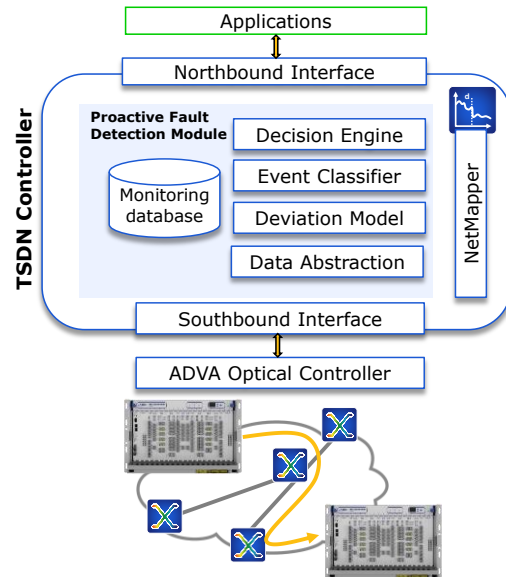 Applications
Northbound Interface
TSDN Controller
Proactive Fault
Detection Module
Monitoring
database
Decision Engine
Event Classifier
Deviation Model
Data Abstraction
d
NetMapper
Southbound Interface
ADVA Optical Controller